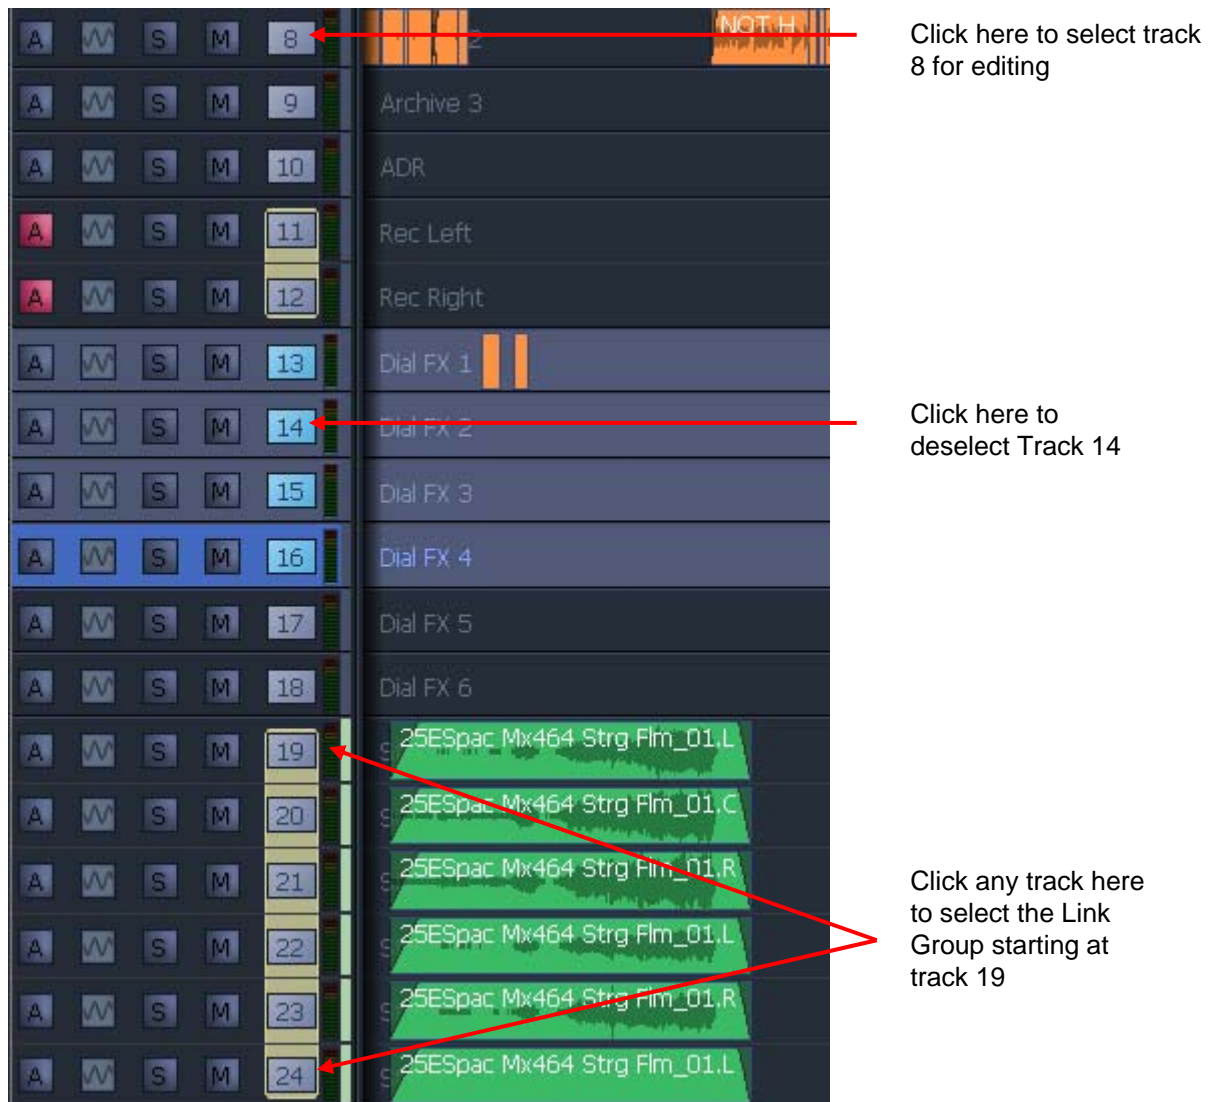 A S M 8 2 NOT H
Click here to select track
8 for editing
A S M 9 Archive 3
A S M 10 ADR
A S M 11 Rec Left
A S M 12 Rec Right
A S M 13 Dial FX 1
A S M 14 Dial FX 2
Click here to
deselect Track 14
A S M 15 Dial FX 3
A S M 16 Dial FX 4
A S M 17 Dial FX 5
A S M 18 Dial FX 6
A S M 19 S 25ESpac Mx464 Strg Flm_01.L
A S M 20 S 25ESpac Mx464 Strg Flm_01.C
A S M 21 S 25ESpac Mx464 Strg Flm_01.R
Click any track here
to select the Link
Group starting at
track 19
A S M 22 S 25ESpac Mx464 Strg Flm_01.L
A S M 23 S 25ESpac Mx464 Strg Flm_01.R
A S M 24 S 25ESpac Mx464 Strg Flm_01.L